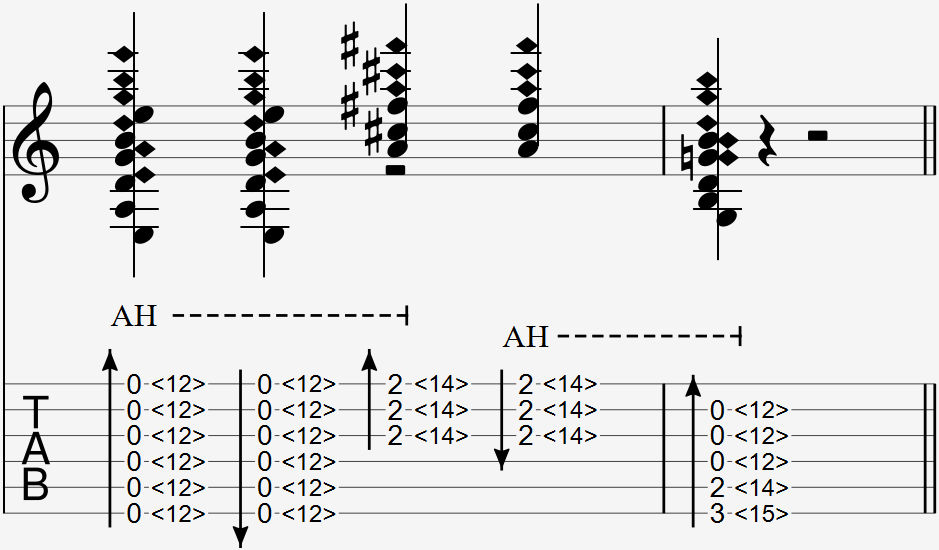 AH
AH
T A B
0 <12> 0 <12> 2 <14> 2 <14>
0 <12> 0 <12> 2 <14> 2 <14> 0 <12>
0 <12> 0 <12> 2 <14> 2 <14> 0 <12>
0 <12> 0 <12> 0 <12>
0 <12> 0 <12> 2 <14>
0 <12> 0 <12> 3 <15>